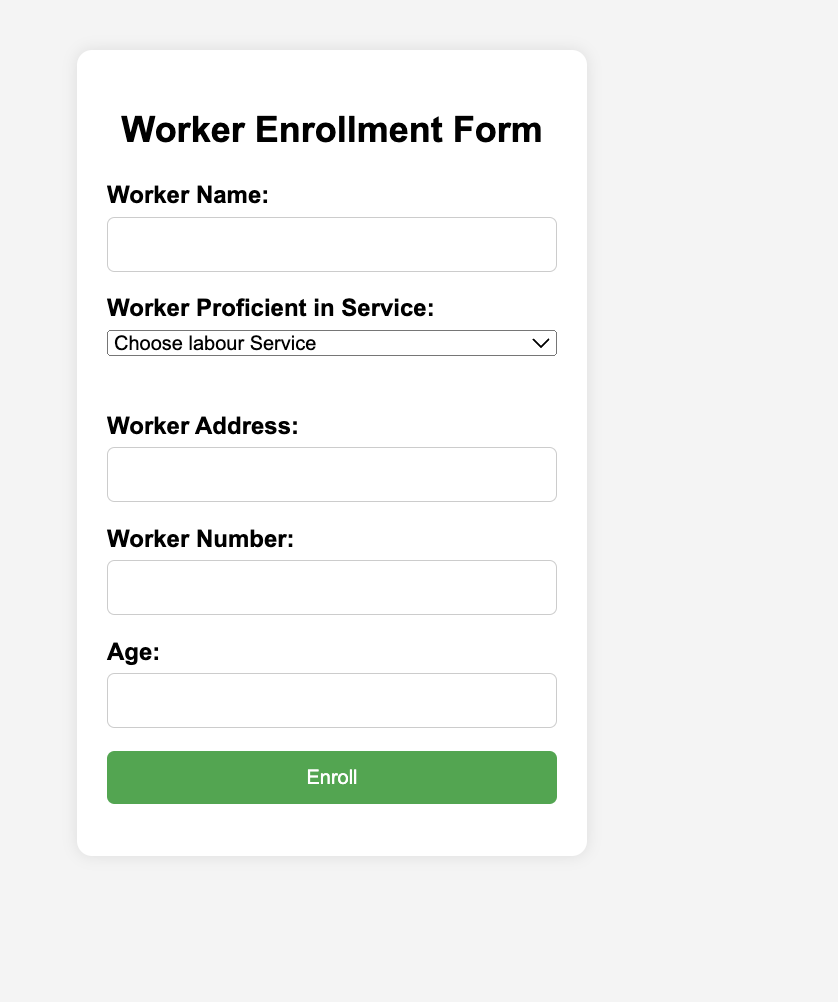 Worker Enrollment Form
Worker Name:
Worker Proficient in Service:
Choose labour Service
Worker Address:
Worker Number:
Age:
Enroll